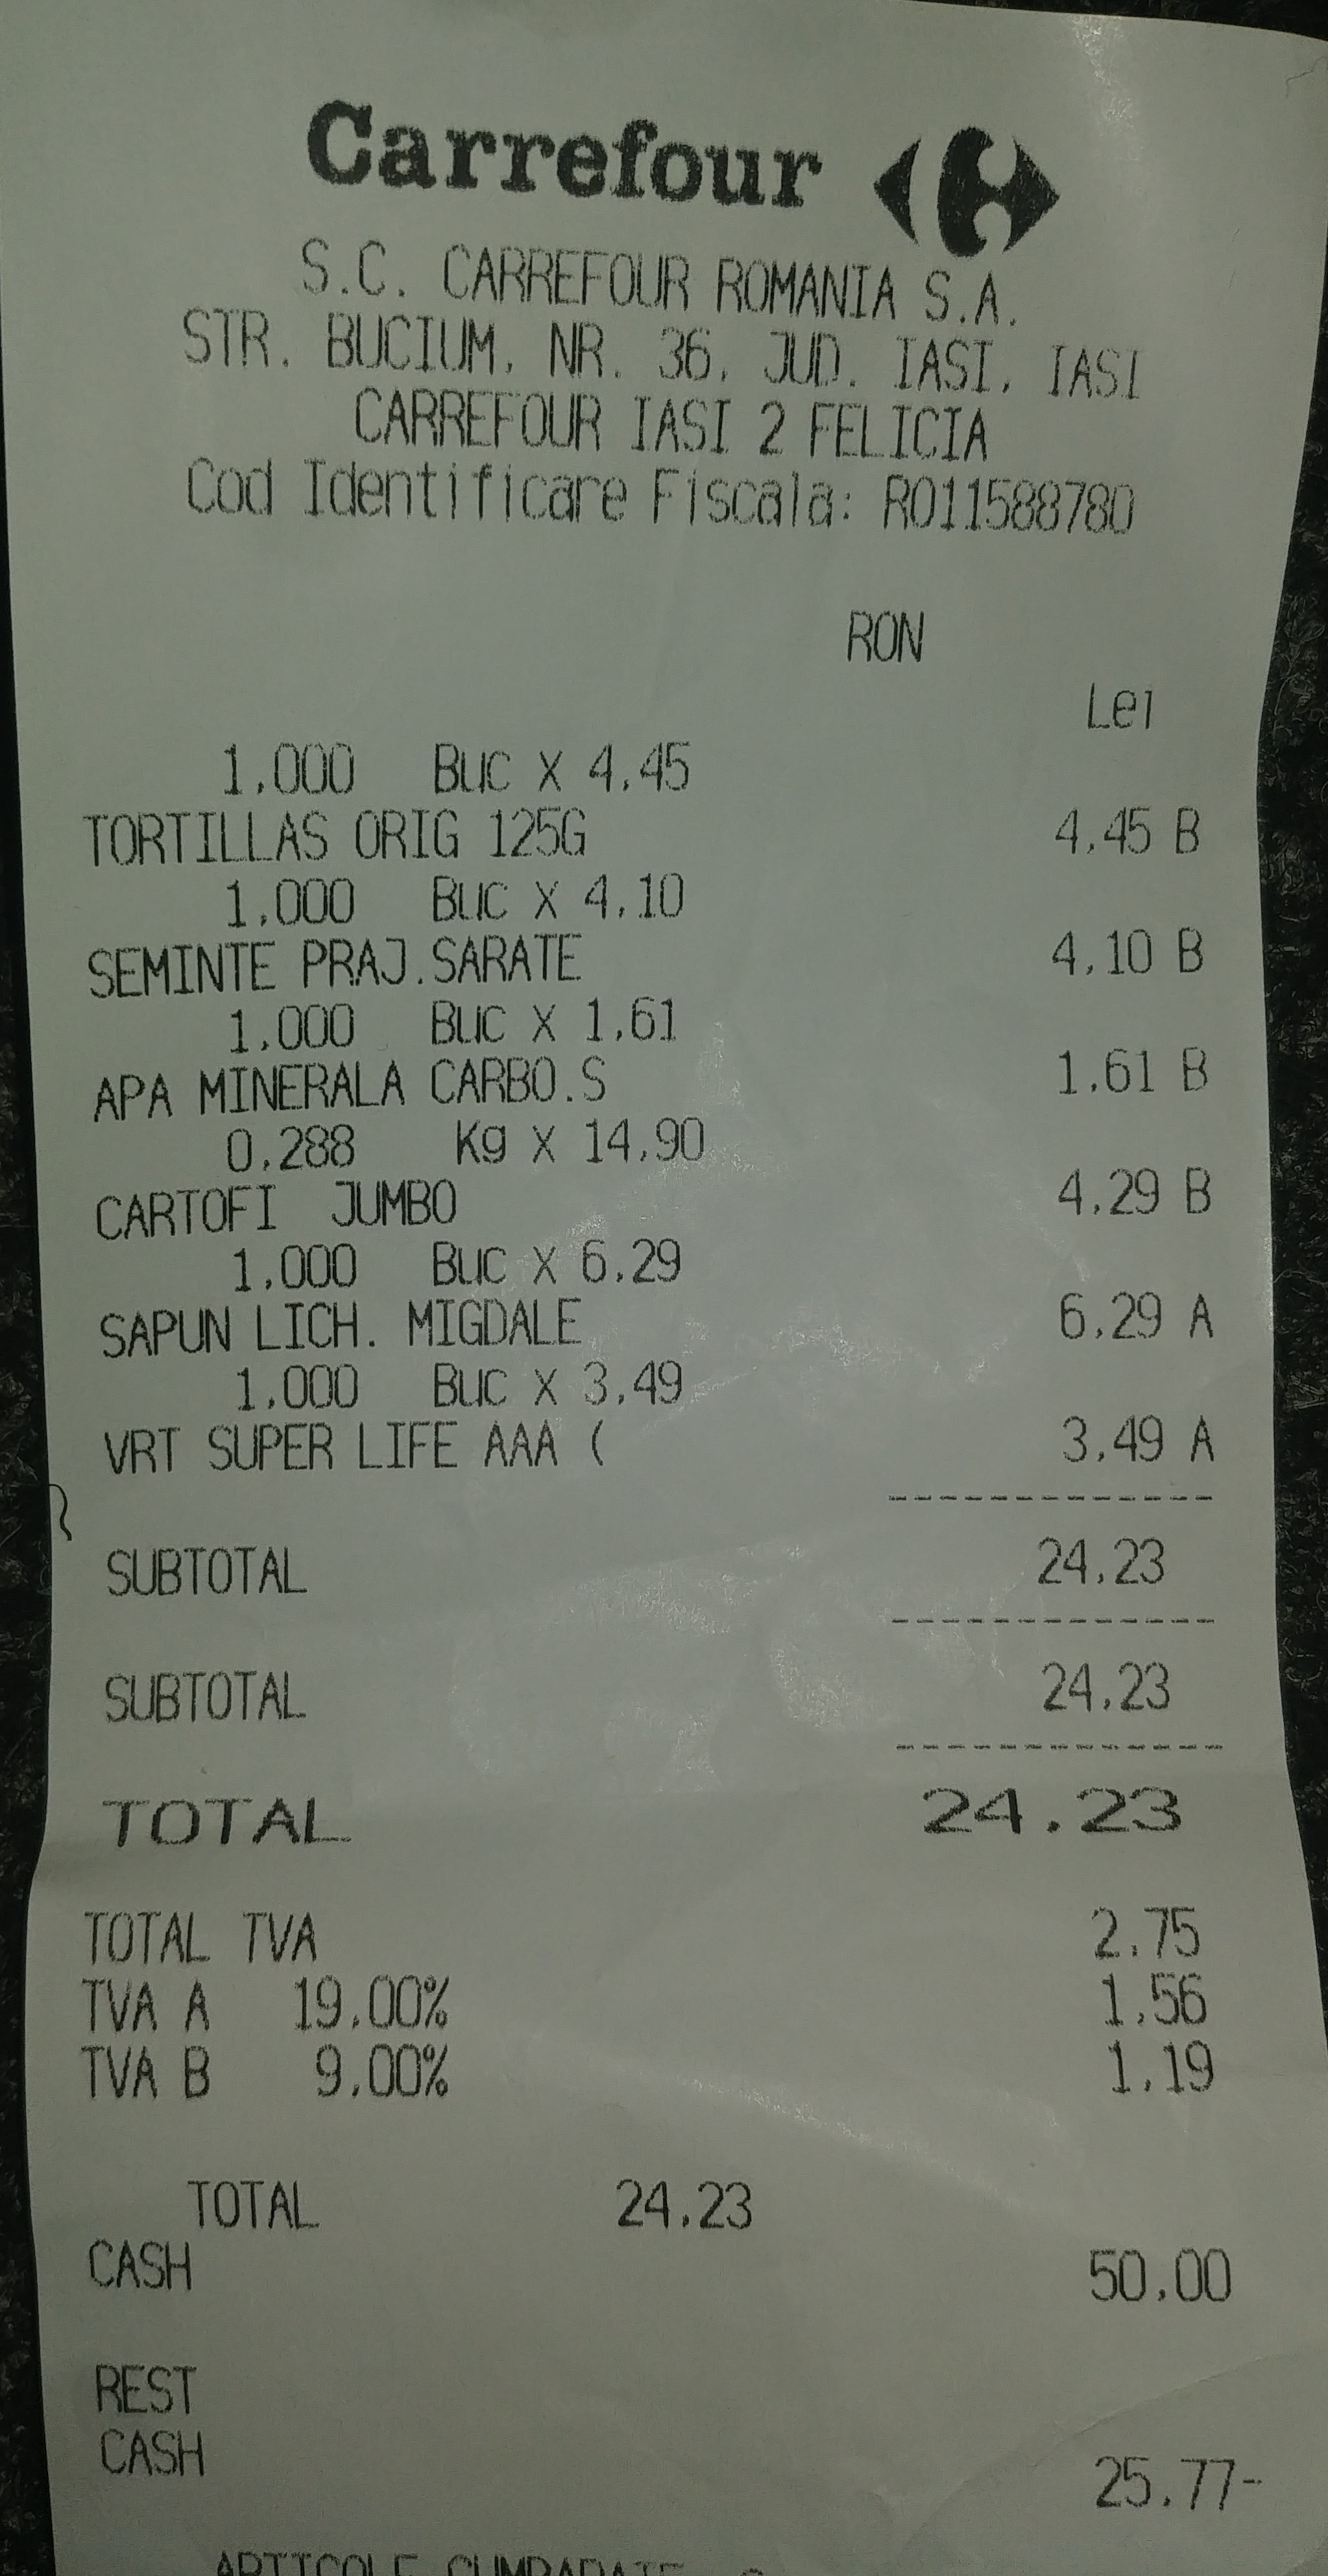 Carrefour
S.C. CARREFOUR ROMANIA S.A.
STR. BUCIUM, NR. 36, JUD. IASI, IASI
CARREFOUR IASI 2 FELICIA
Cod Identificare Fiscala: RO11588780
RON
Lei
1,000 Buc X 4,45
TORTILLAS ORIG 125G 4,45 B
1,000 Buc X 4,10
SEMINTE PRAJ.SARATE 4,10 B
1,000 Buc X 1,61
APA MINERALA CARBO.S 1,61 B
0,288 Kg X 14,90
CARTOFI JUMBO 4,29 B
1,000 Buc X 6,29
SAPUN LICH. MIGDALE 6,29 A
1,000 Buc X 3,49
VRT SUPER LIFE AAA ( 3,49 A
SUBTOTAL 24,23
SUBTOTAL 24,23
TOTAL 24.23
TOTAL TVA 2.75
TVA A 19.00% 1,56
TVA B 9.00% 1,19
TOTAL 24,23
CASH 50,00
REST
CASH 25.77-
ARTICOLE CUMPARATE